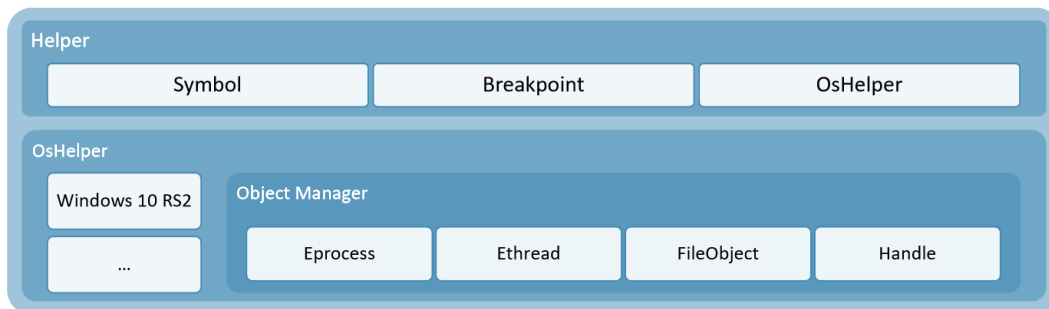 Helper
Symbol
Breakpoint
OsHelper
OsHelper
Windows 10 RS2
...
Object Manager
Eprocess
Ethread
FileObject
Handle